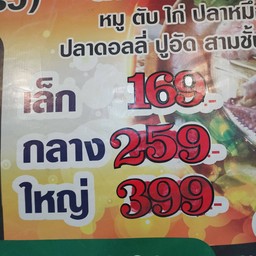 หมู ตับ ไก่ ปลาหมึ
ปลาดอลลี่ ปูอัด สามชั้
เล็ก 169.-
กลาง 259.-
ใหญ่ 399.-